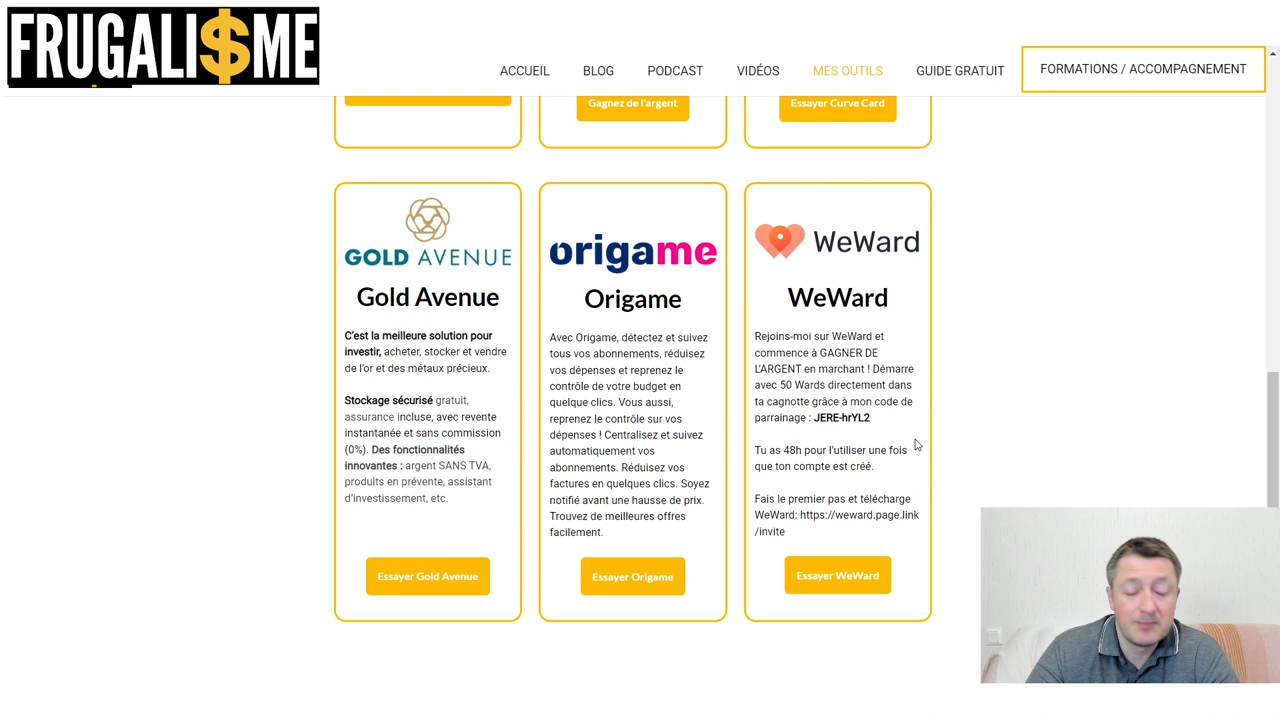 FRUGALI$ME
ACCUEIL
BLOG
PODCAST
VIDÉOS
MES OUTILS
GUIDE GRATUIT
FORMATIONS / ACCOMPAGNEMENT
Gagnez de l'argent
Essayer Curve Card
GOLD AVENUE
Gold Avenue
C'est la meilleure solution pour
investir, acheter, stocker et vendre
de l'or et des métaux précieux.
Stockage sécurisé gratuit,
assurance incluse, avec revente
instantanée et sans commission
(0%). Des fonctionnalités
innovantes : argent SANS TVA,
produits en prévente, assistant
d'investissement, etc.
Essayer Gold Avenue
origame
Origame
Avec Origame, détectez et suivez
tous vos abonnements, réduisez
vos dépenses et reprenez le
contrôle de votre budget en
quelque clics. Vous aussi,
reprenez le contrôle sur vos
dépenses ! Centralisez et suivez
automatiquement vos
abonnements. Réduisez vos
factures en quelques clics. Soyez
notifié avant une hausse de prix.
Trouvez de meilleures offres
facilement.
Essayer Origame
WeWard
WeWard
Rejoins-moi sur WeWard et
commence à GAGNER DE
L'ARGENT en marchant ! Démarre
avec 50 Wards directement dans
ta cagnotte grâce à mon code de
parrainage : JERE-hrYL2
Tu as 48h pour l'utiliser une fois
que ton compte est créé.
Fais le premier pas et télécharge
WeWard: https://weward.page.link
/invite
Essayer WeWard